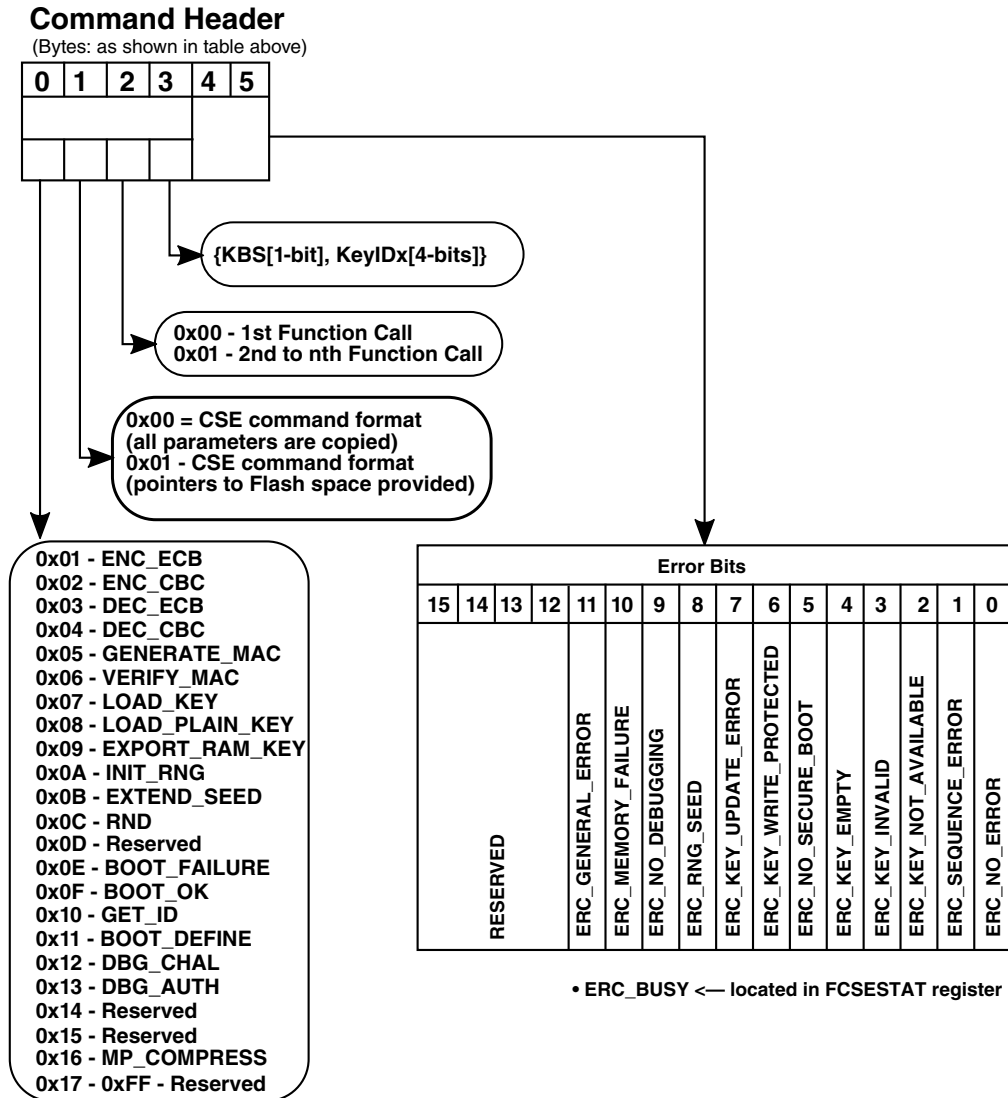 Command Header
(Bytes: as shown in table above)
0 1 2 3 4 5
{KBS[1-bit], KeyIDx[4-bits]}
0x00 - 1st Function Call
0x01 - 2nd to nth Function Call
0x00 = CSE command format
(all parameters are copied)
0x01 - CSE command format
(pointers to Flash space provided)
0x01 - ENC_ECB
0x02 - ENC_CBC
0x03 - DEC_ECB
0x04 - DEC_CBC
0x05 - GENERATE_MAC
0x06 - VERIFY_MAC
0x07 - LOAD_KEY
0x08 - LOAD_PLAIN_KEY
0x09 - EXPORT_RAM_KEY
0x0A - INIT_RNG
0x0B - EXTEND_SEED
0x0C - RND
0x0D - Reserved
0x0E - BOOT_FAILURE
0x0F - BOOT_OK
0x10 - GET_ID
0x11 - BOOT_DEFINE
0x12 - DBG_CHAL
0x13 - DBG_AUTH
0x14 - Reserved
0x15 - Reserved
0x16 - MP_COMPRESS
0x17 - 0xFF - Reserved
Error Bits
15 14 13 12 11 10 9 8 7 6 5 4 3 2 1 0
RESERVED
ERC_GENERAL_ERROR
ERC_MEMORY_FAILURE
ERC_NO_DEBUGGING
ERC_RNG_SEED
ERC_KEY_UPDATE_ERROR
ERC_KEY_WRITE_PROTECTED
ERC_NO_SECURE_BOOT
ERC_KEY_EMPTY
ERC_KEY_INVALID
ERC_KEY_NOT_AVAILABLE
ERC_SEQUENCE_ERROR
ERC_NO_ERROR
• ERC_BUSY <— located in FCSESTAT register